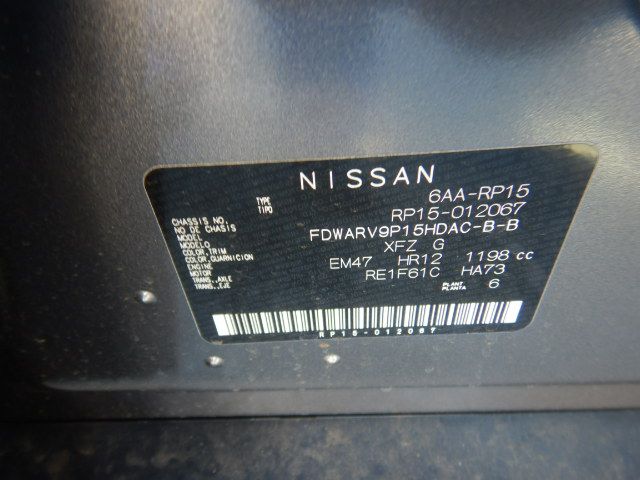 NISSAN
TYPE
TIPO 6AA-RP15
CHASSIS NO.
NO DE CHASIS RP15-012067
MODEL
MODELO FDWARV9P15HDAC-B-B
COLOR, TRIM
COLOR, GUARNICION XFZ G
ENGINE
MOTOR EM47 HR12 1198 cc
TRANS., AXLE
TRANS., EJE RE1F61C HA73
PLANT
PLANTA 6
RP15-012067